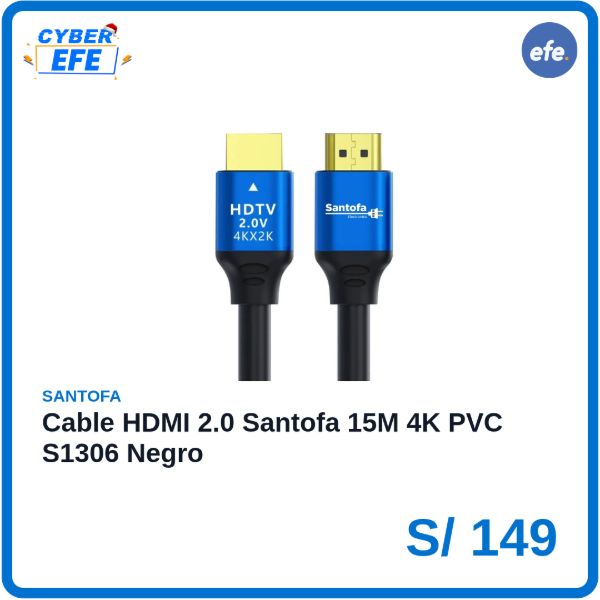 CYBER
EFE
efe.
HDTV
2.0V
4KX2K
Santofa
SANTOFA
Cable HDMI 2.0 Santofa 15M 4K PVC
S1306 Negro
S/ 149